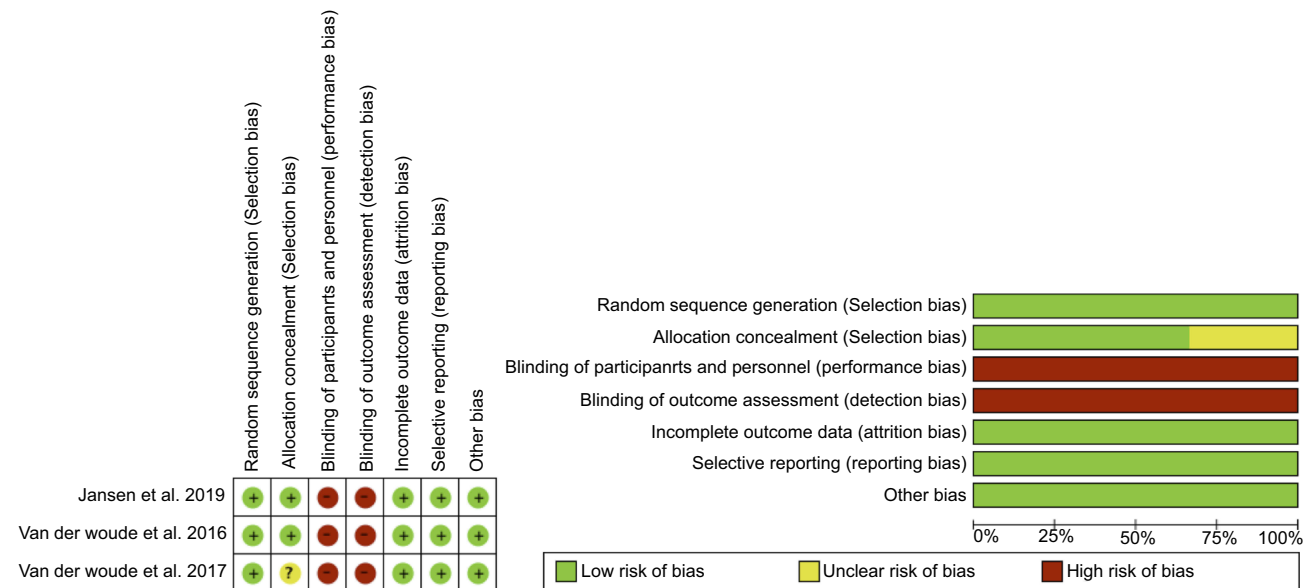 Random sequence generation (Selection bias)
Allocation concealment (Selection bias)
Blinding of participanrts and personnel (performance bias)
Blinding of outcome assessment (detection bias)
Incomplete outcome data (attrition bias)
Selective reporting (reporting bias)
Other bias
Jansen et al. 2019 + + - - + + +
Van der woude et al. 2016 + + - - + + +
Van der woude et al. 2017 + ? - - + + +
Random sequence generation (Selection bias)
Allocation concealment (Selection bias)
Blinding of participanrts and personnel (performance bias)
Blinding of outcome assessment (detection bias)
Incomplete outcome data (attrition bias)
Selective reporting (reporting bias)
Other bias
0% 25% 50% 75% 100%
Low risk of bias Unclear risk of bias High risk of bias